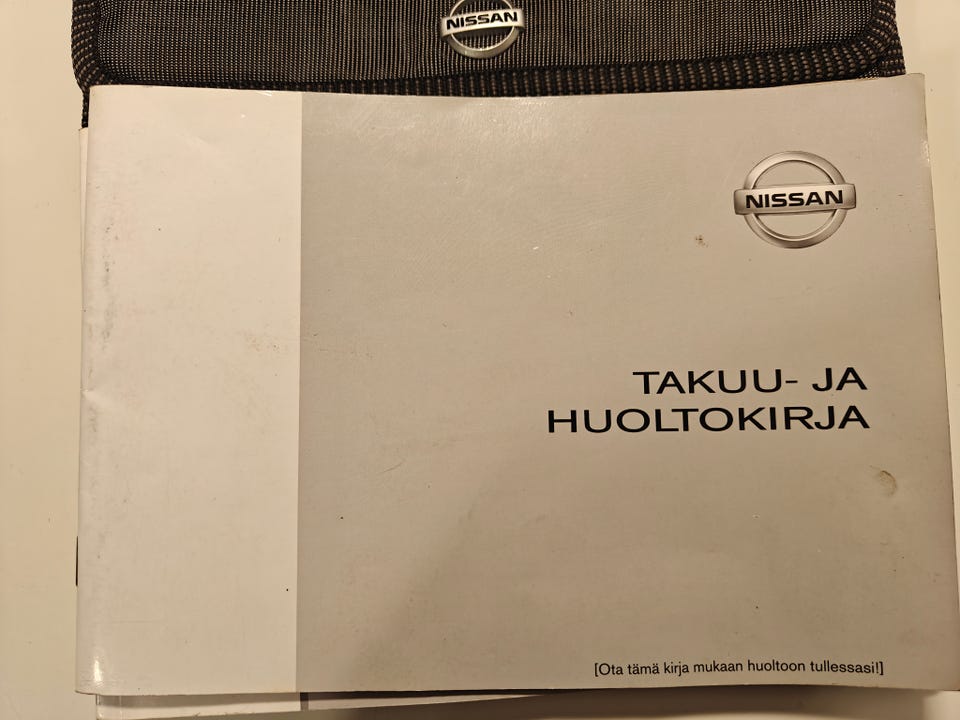 NISSAN
NISSAN
TAKUU- JA
HUOLTOKIRJA
[Ota tämä kirja mukaan huoltoon tullessasi!]